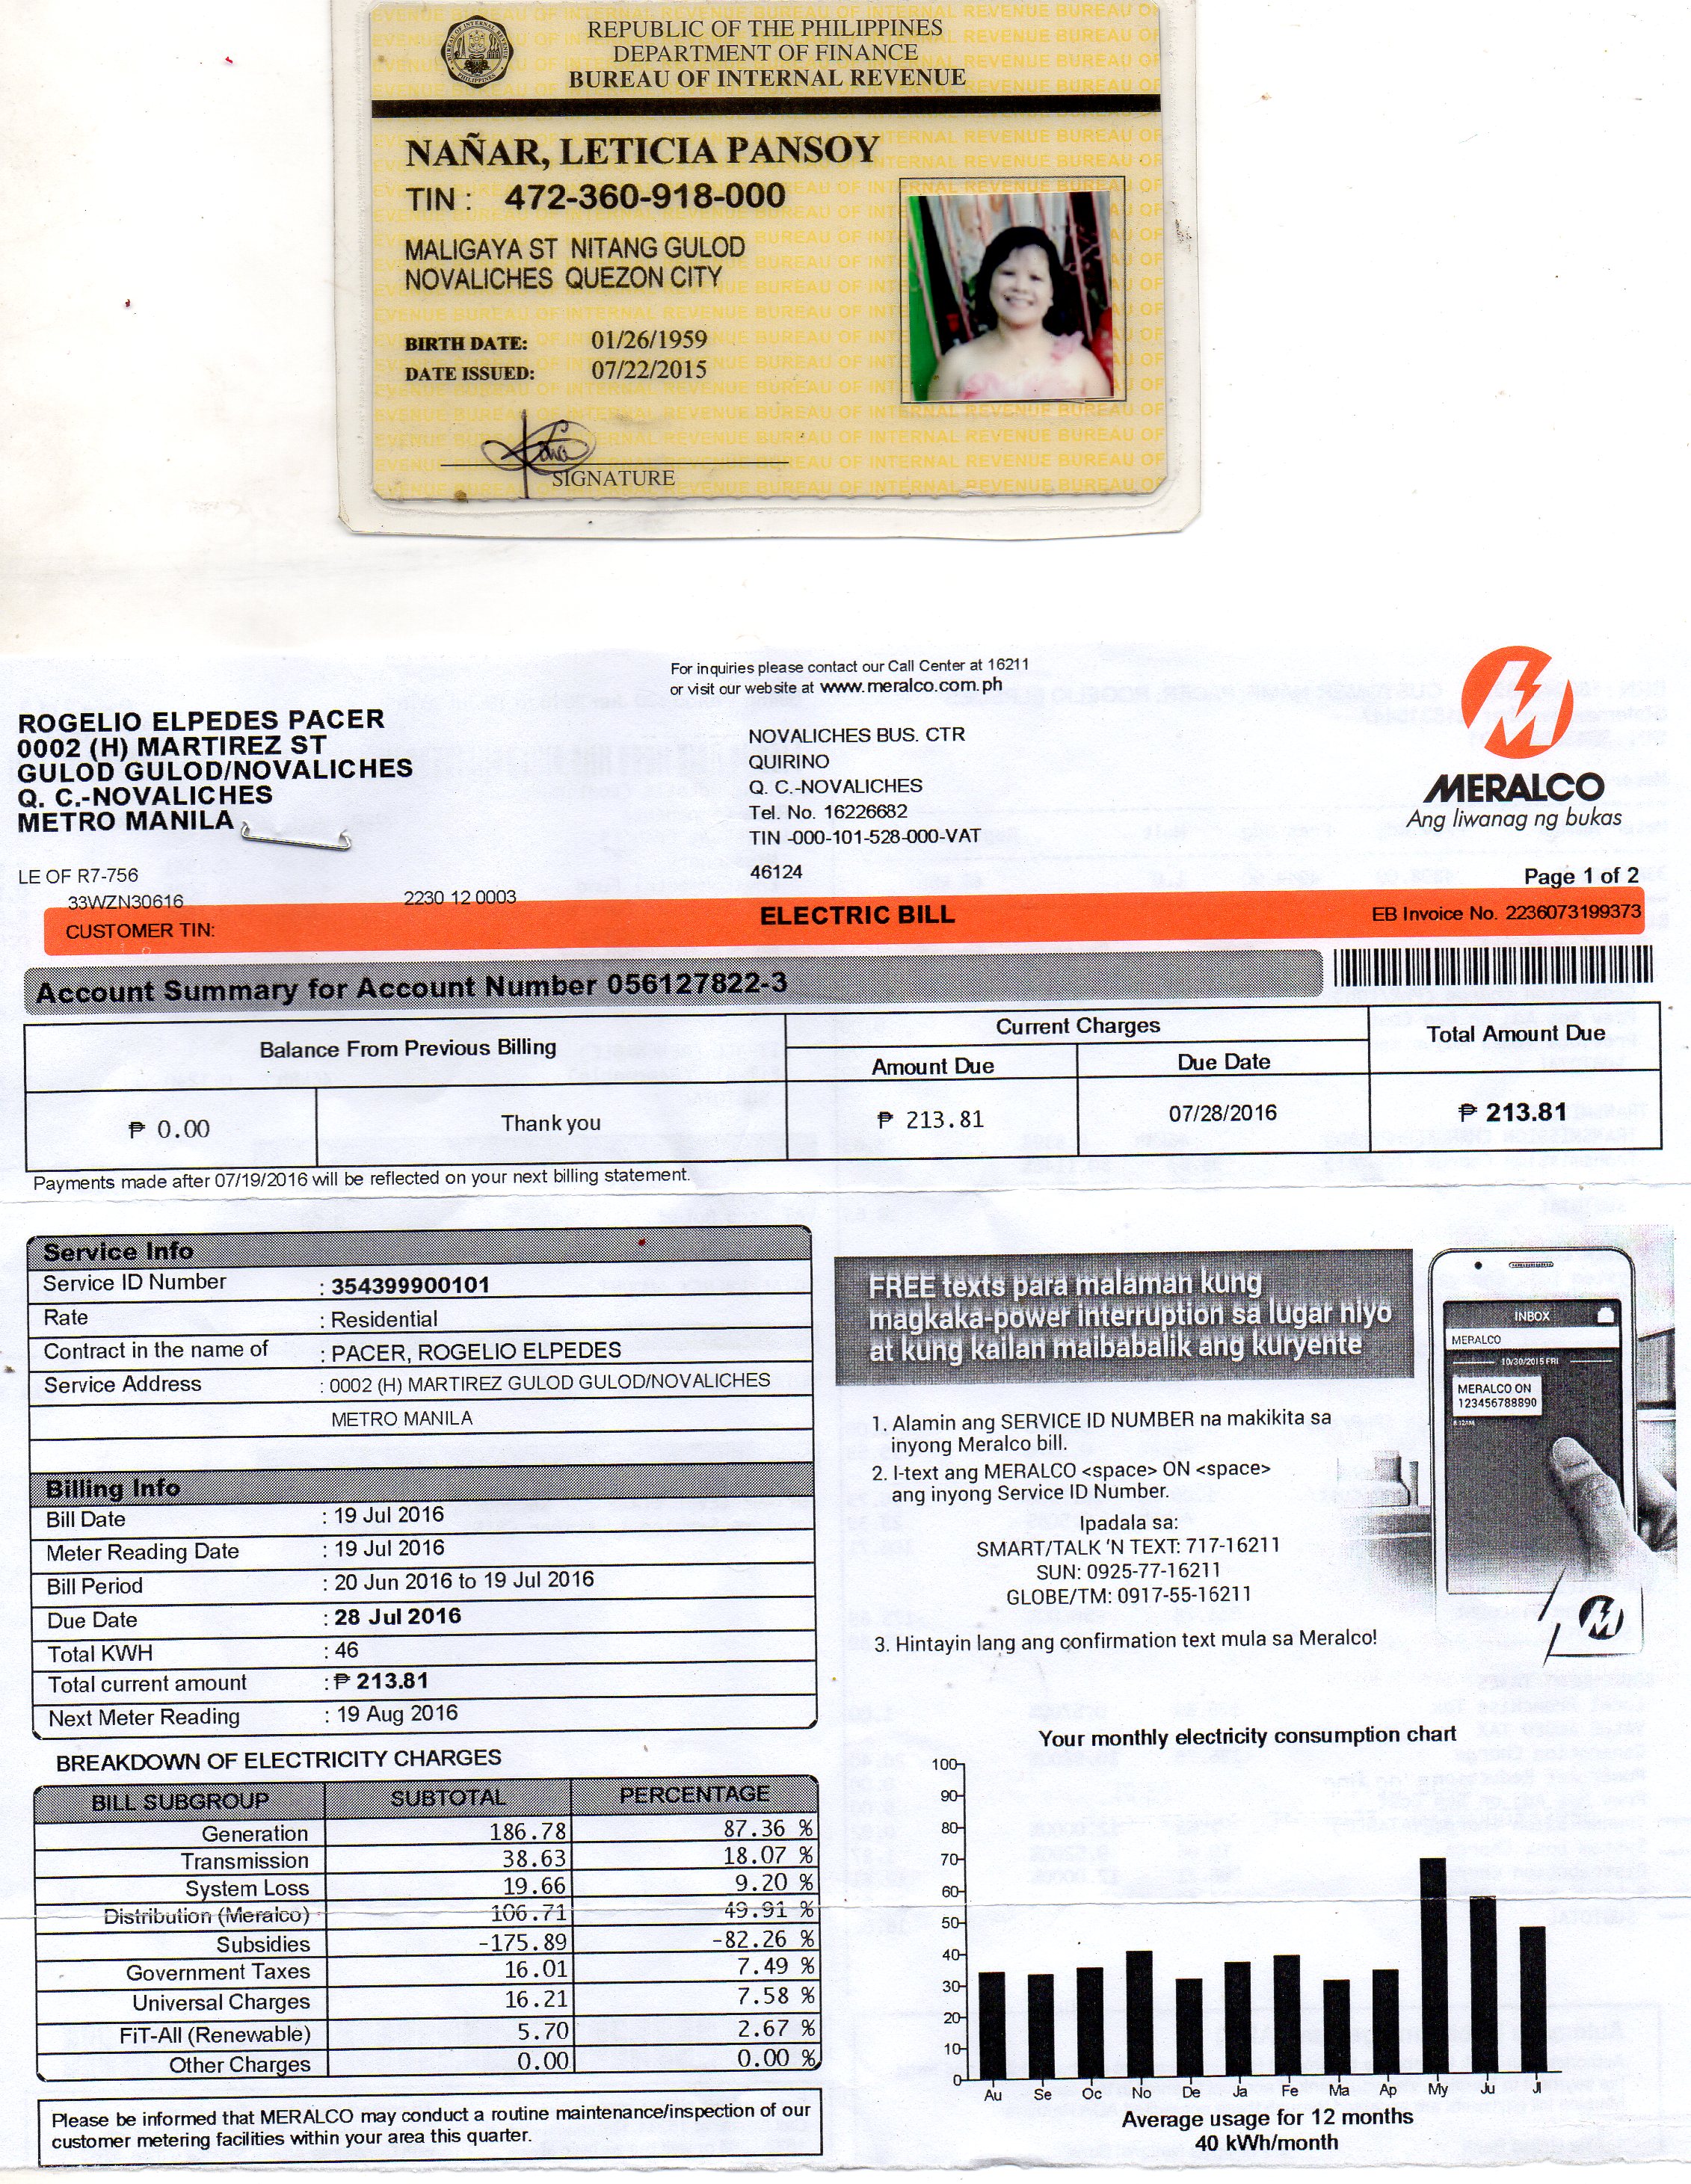 REPUBLIC OF THE PHILIPPINES
DEPARTMENT OF FINANCE
BUREAU OF INTERNAL REVENUE
NAÑAR, LETICIA PANSOY
TIN : 472-360-918-000
MALIGAYA ST NITANG GULOD
NOVALICHES QUEZON CITY
BIRTH DATE: 01/26/1959
DATE ISSUED: 07/22/2015
SIGNATURE
For inquiries please contact our Call Center at 16211
or visit our website at www.meralco.com.ph
ROGELIO ELPEDES PACER
0002 (H) MARTIREZ ST
GULOD GULOD/NOVALICHES
Q. C.-NOVALICHES
METRO MANILA
NOVALICHES BUS. CTR
QUIRINO
Q. C.-NOVALICHES
Tel. No. 16226682
TIN -000-101-528-000-VAT
46124
MERALCO
Ang liwanag ng bukas
LE OF R7-756
33WZN30616 2230 12 0003
Page 1 of 2
CUSTOMER TIN:
ELECTRIC BILL
EB Invoice No. 2236073199373
Account Summary for Account Number 056127822-3
Balance From Previous Billing
Current Charges
Total Amount Due
Amount Due
Due Date
₱ 0.00
Thank you
₱ 213.81
07/28/2016
₱ 213.81
Payments made after 07/19/2016 will be reflected on your next billing statement.
Service Info
Service ID Number : 354399900101
Rate : Residential
Contract in the name of : PACER, ROGELIO ELPEDES
Service Address : 0002 (H) MARTIREZ GULOD GULOD/NOVALICHES
METRO MANILA
Billing Info
Bill Date : 19 Jul 2016
Meter Reading Date : 19 Jul 2016
Bill Period : 20 Jun 2016 to 19 Jul 2016
Due Date : 28 Jul 2016
Total KWH : 46
Total current amount : ₱ 213.81
Next Meter Reading : 19 Aug 2016
BREAKDOWN OF ELECTRICITY CHARGES
BILL SUBGROUP SUBTOTAL PERCENTAGE
Generation 186.78 87.36 %
Transmission 38.63 18.07 %
System Loss 19.66 9.20 %
Distribution (Meralco) 106.71 49.91 %
Subsidies -175.89 -82.26 %
Government Taxes 16.01 7.49 %
Universal Charges 16.21 7.58 %
FiT-All (Renewable) 5.70 2.67 %
Other Charges 0.00 0.00 %
Please be informed that MERALCO may conduct a routine maintenance/inspection of our
customer metering facilities within your area this quarter.
FREE texts para malaman kung
magkaka-power interruption sa lugar niyo
at kung kailan maibabalik ang kuryente
INBOX
MERALCO
10/30/2015 FRI
MERALCO ON
123456788890
1. Alamin ang SERVICE ID NUMBER na makikita sa
inyong Meralco bill.
2. I-text ang MERALCO <space> ON <space>
ang inyong Service ID Number.
Ipadala sa:
SMART/TALK 'N TEXT: 717-16211
SUN: 0925-77-16211
GLOBE/TM: 0917-55-16211
3. Hintayin lang ang confirmation text mula sa Meralco!
Your monthly electricity consumption chart
100
90
80
70
60
50
40
30
20
10
0
Au Se Oc No De Ja Fe Ma Ap My Ju Jl
Average usage for 12 months
40 kWh/month